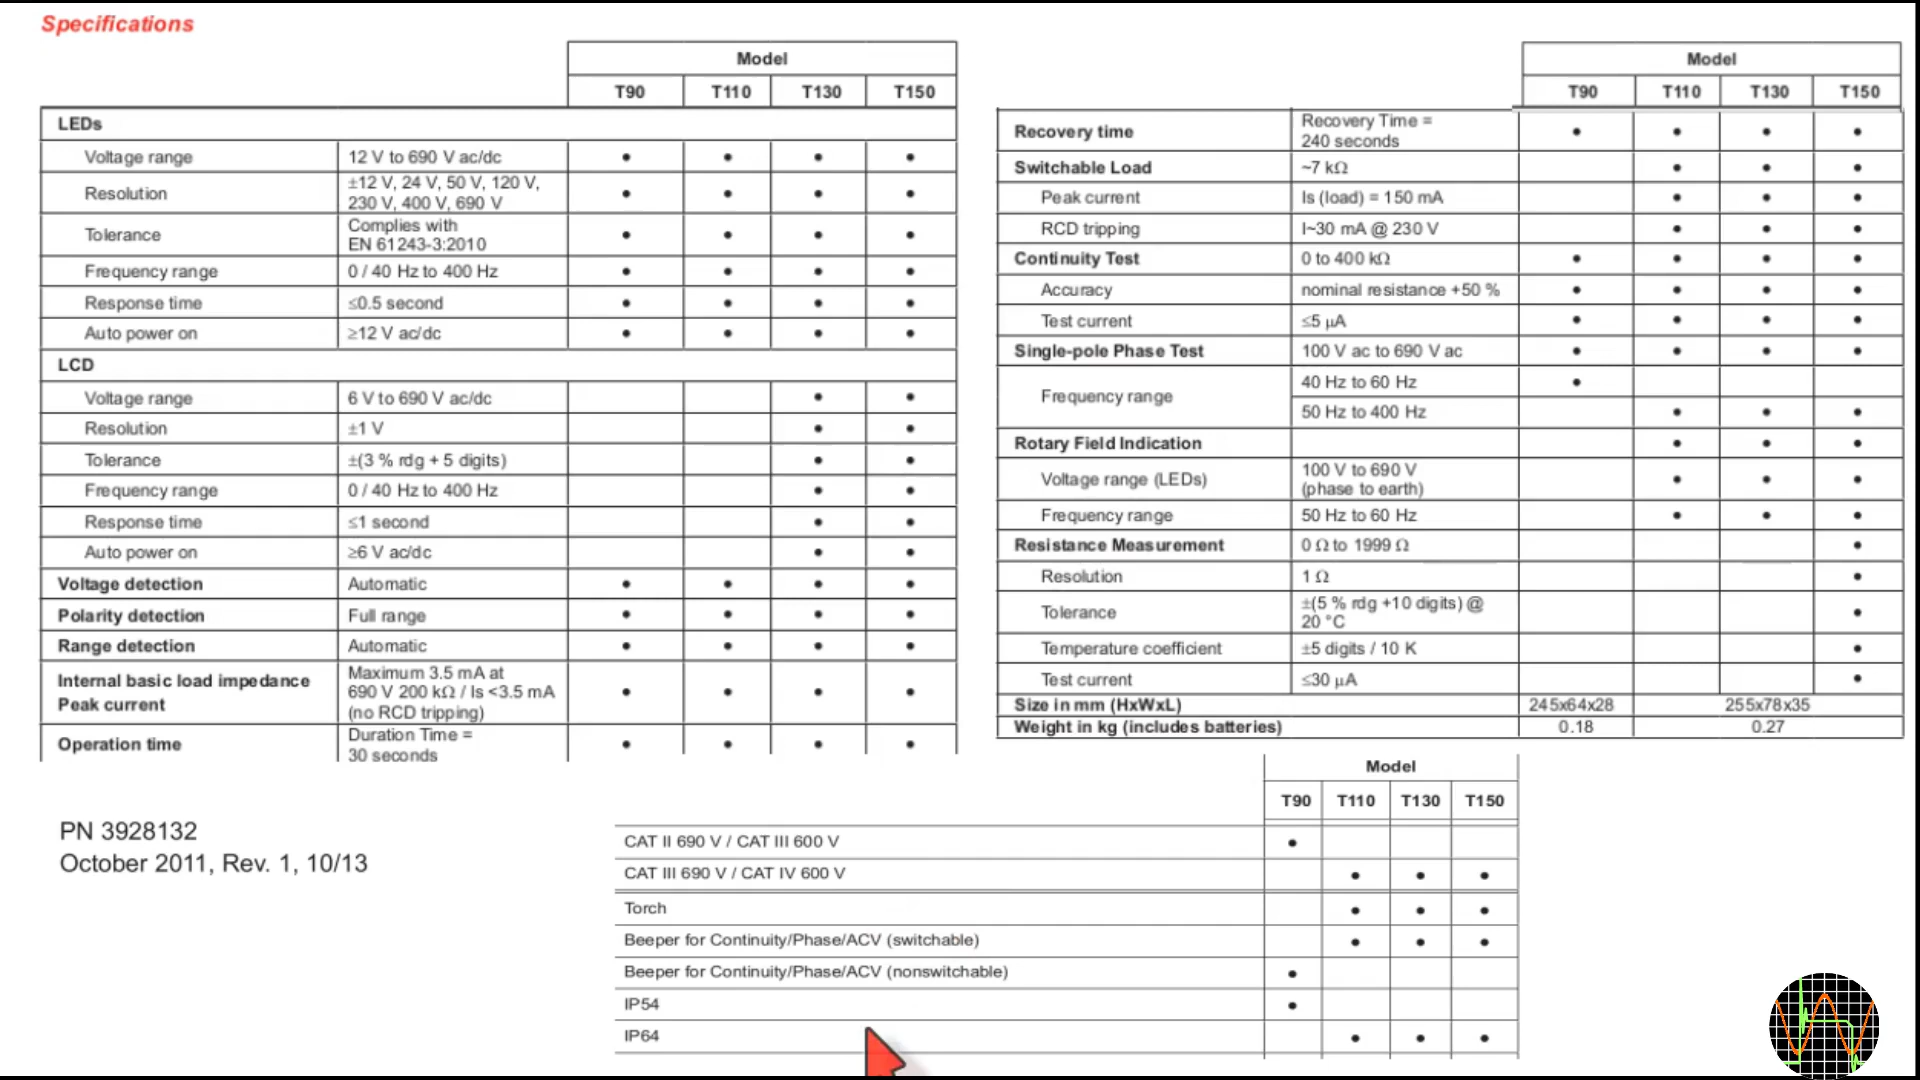 Specifications
Model
T90 T110 T130 T150
LEDs
Voltage range 12 V to 690 V ac/dc • • • •
Resolution ±12 V, 24 V, 50 V, 120 V, 230 V, 400 V, 690 V • • • •
Tolerance Complies with EN 61243-3:2010 • • • •
Frequency range 0 / 40 Hz to 400 Hz • • • •
Response time ≤0.5 second • • • •
Auto power on ≥12 V ac/dc • • • •
LCD
Voltage range 6 V to 690 V ac/dc • •
Resolution ±1 V • •
Tolerance ±(3 % rdg + 5 digits) • •
Frequency range 0 / 40 Hz to 400 Hz • •
Response time ≤1 second • •
Auto power on ≥6 V ac/dc • •
Voltage detection Automatic • • • •
Polarity detection Full range • • • •
Range detection Automatic • • • •
Internal basic load impedance Peak current Maximum 3.5 mA at 690 V 200 kΩ / Is <3.5 mA (no RCD tripping) • • • •
Operation time Duration Time = 30 seconds • • • •
Model
T90 T110 T130 T150
Recovery time Recovery Time = 240 seconds • • • •
Switchable Load ~7 kΩ • • •
Peak current Is (load) = 150 mA • • •
RCD tripping I~30 mA @ 230 V • • •
Continuity Test 0 to 400 kΩ • • • •
Accuracy nominal resistance +50 % • • • •
Test current ≤5 μA • • • •
Single-pole Phase Test 100 V ac to 690 V ac • • • •
Frequency range 40 Hz to 60 Hz •
50 Hz to 400 Hz • • •
Rotary Field Indication • • •
Voltage range (LEDs) 100 V to 690 V (phase to earth) • • •
Frequency range 50 Hz to 60 Hz • • •
Resistance Measurement 0 Ω to 1999 Ω •
Resolution 1 Ω •
Tolerance ±(5 % rdg +10 digits) @ 20 °C •
Temperature coefficient ±5 digits / 10 K •
Test current ≤30 μA •
Size in mm (HxWxL) 245x64x28 255x78x35
Weight in kg (includes batteries) 0.18 0.27
Model
T90 T110 T130 T150
CAT II 690 V / CAT III 600 V •
CAT III 690 V / CAT IV 600 V • • •
Torch • • •
Beeper for Continuity/Phase/ACV (switchable) • • •
Beeper for Continuity/Phase/ACV (nonswitchable) •
IP54 •
IP64 • • •
PN 3928132
October 2011, Rev. 1, 10/13